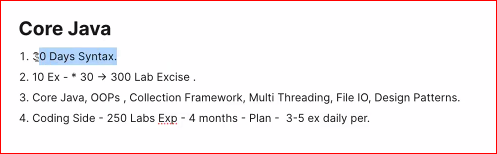 Core Java
1. 30 Days Syntax.
2. 10 Ex - * 30 → 300 Lab Excise .
3. Core Java, OOPs , Collection Framework, Multi Threading, File IO, Design Patterns.
4. Coding Side - 250 Labs Exp - 4 months - Plan -  3-5 ex daily per.